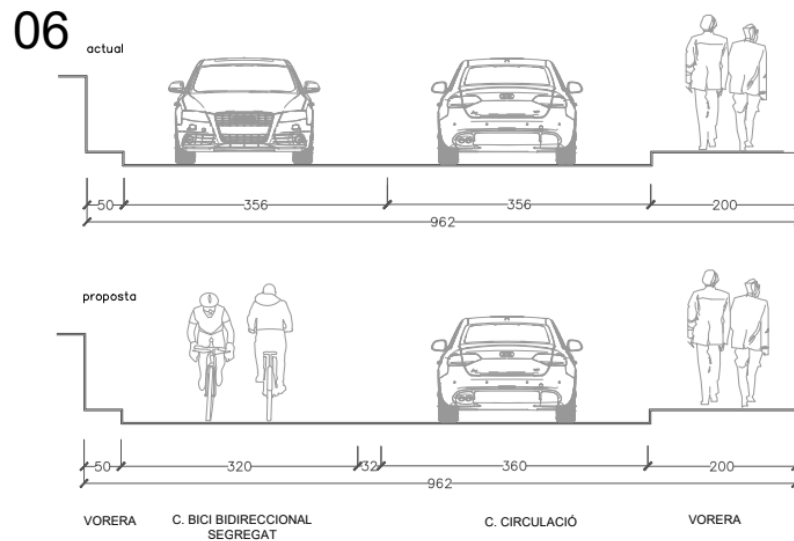 06
actual
50 356 356 200
962
proposta
50 320 32 360 200
962
VORERA C. BICI BIDIRECCIONAL C. CIRCULACIÓ VORERA
SEGREGAT